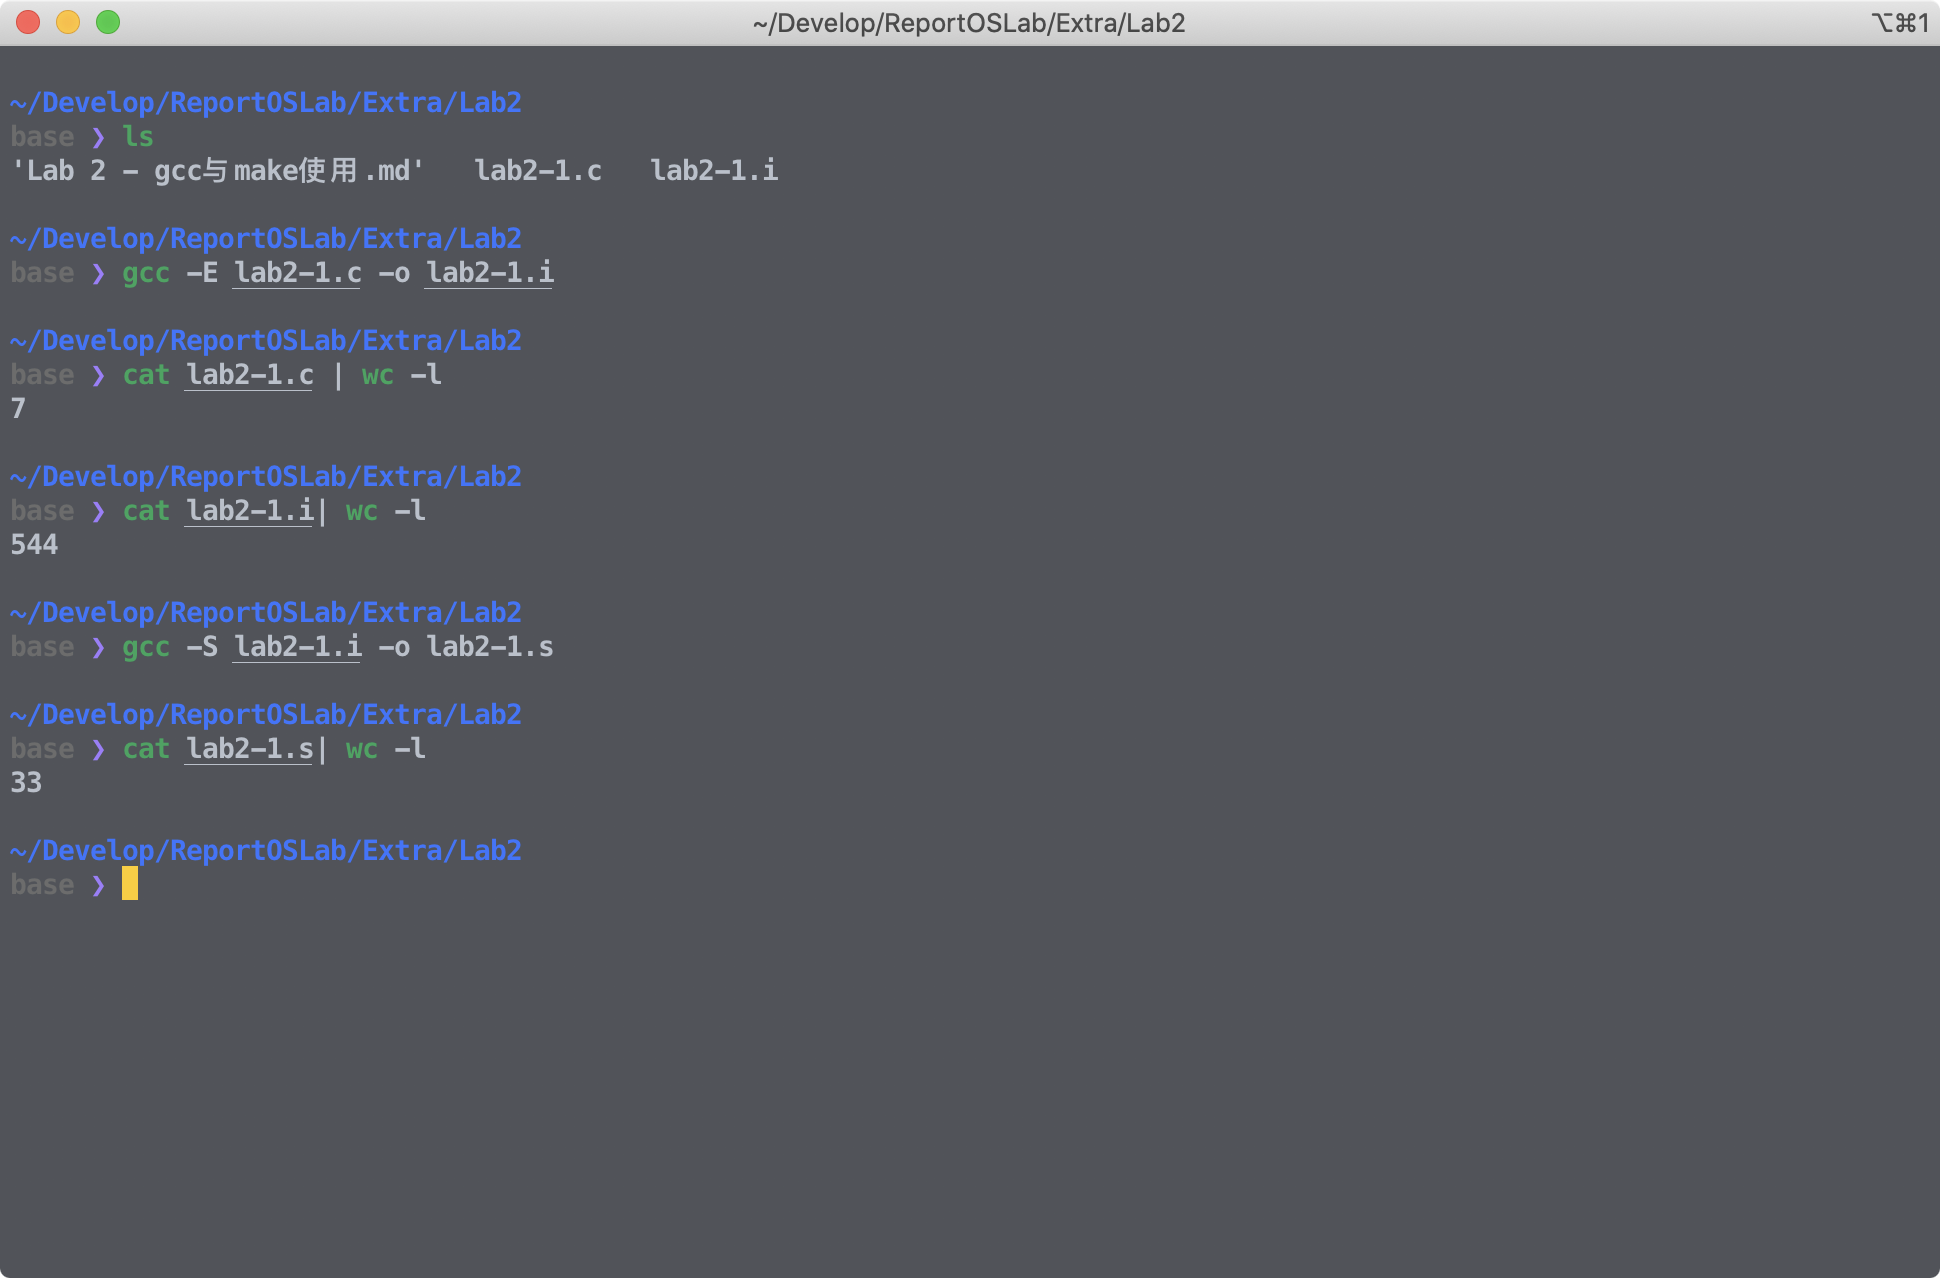 ~/Develop/ReportOSLab/Extra/Lab2
⌥⌘1
~/Develop/ReportOSLab/Extra/Lab2
base ❯ ls
'Lab 2 - gcc与make使用.md'   lab2-1.c   lab2-1.i
~/Develop/ReportOSLab/Extra/Lab2
base ❯ gcc -E lab2-1.c -o lab2-1.i
~/Develop/ReportOSLab/Extra/Lab2
base ❯ cat lab2-1.c | wc -l
7
~/Develop/ReportOSLab/Extra/Lab2
base ❯ cat lab2-1.i| wc -l
544
~/Develop/ReportOSLab/Extra/Lab2
base ❯ gcc -S lab2-1.i -o lab2-1.s
~/Develop/ReportOSLab/Extra/Lab2
base ❯ cat lab2-1.s| wc -l
33
~/Develop/ReportOSLab/Extra/Lab2
base ❯